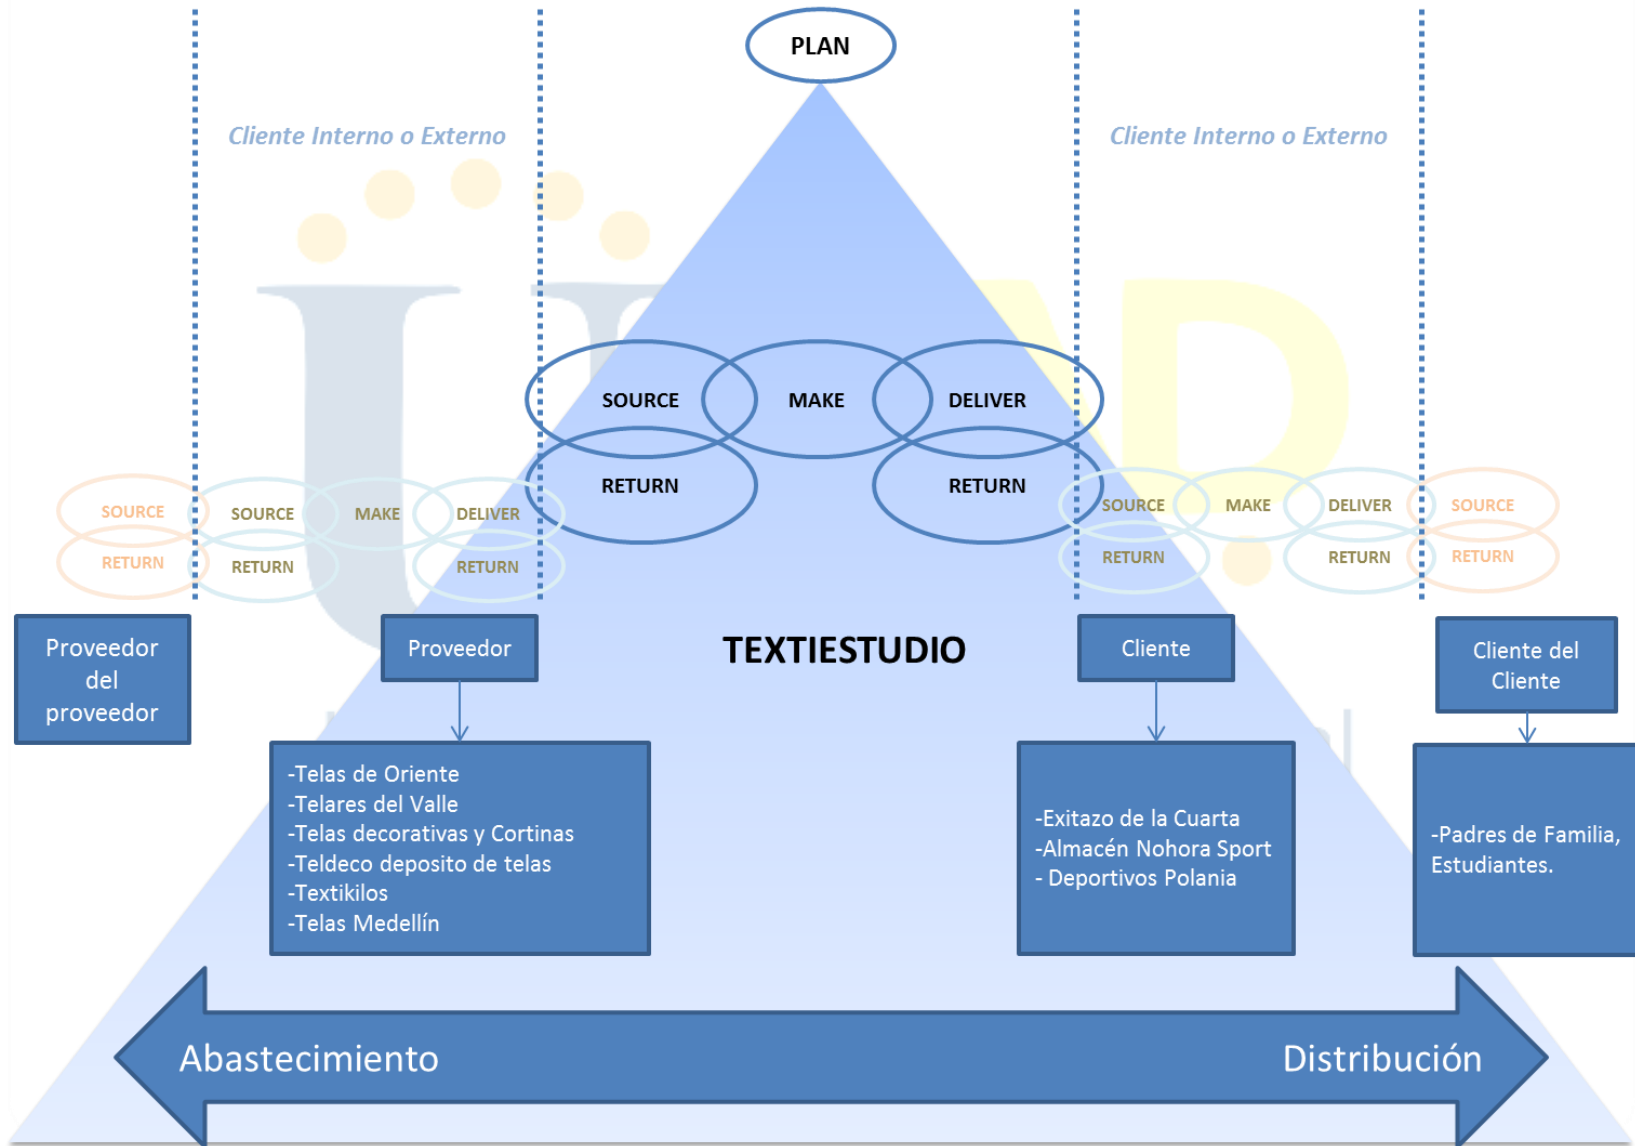 PLAN
Cliente Interno o Externo
Cliente Interno o Externo
SOURCE
MAKE
DELIVER
RETURN
RETURN
SOURCE
SOURCE
MAKE
DELIVER
RETURN
RETURN
RETURN
SOURCE
MAKE
DELIVER
SOURCE
RETURN
RETURN
RETURN
Proveedor
del
proveedor
Proveedor
TEXTIESTUDIO
Cliente
Cliente del
Cliente
-Telas de Oriente
-Telares del Valle
-Telas decorativas y Cortinas
-Teldeco deposito de telas
-Textikilos
-Telas Medellín
-Exitazo de la Cuarta
-Almacén Nohora Sport
- Deportivos Polania
-Padres de Familia,
Estudiantes.
Abastecimiento
Distribución